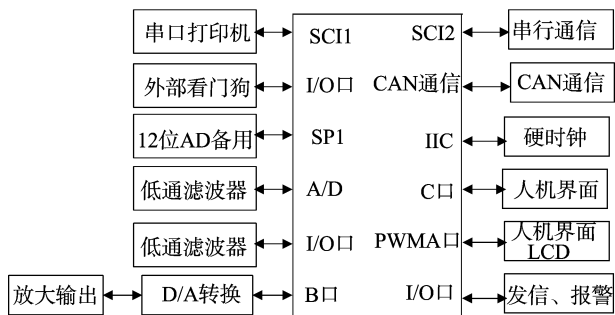 串口打印机 SCI1 SCI2 串行通信
外部看门狗 I/O口 CAN通信 CAN通信
12位AD备用 SP1 IIC 硬时钟
低通滤波器 A/D C口 人机界面
低通滤波器 I/O口 PWMA口 人机界面
LCD
放大输出 D/A转换 B口 I/O口 发信、报警